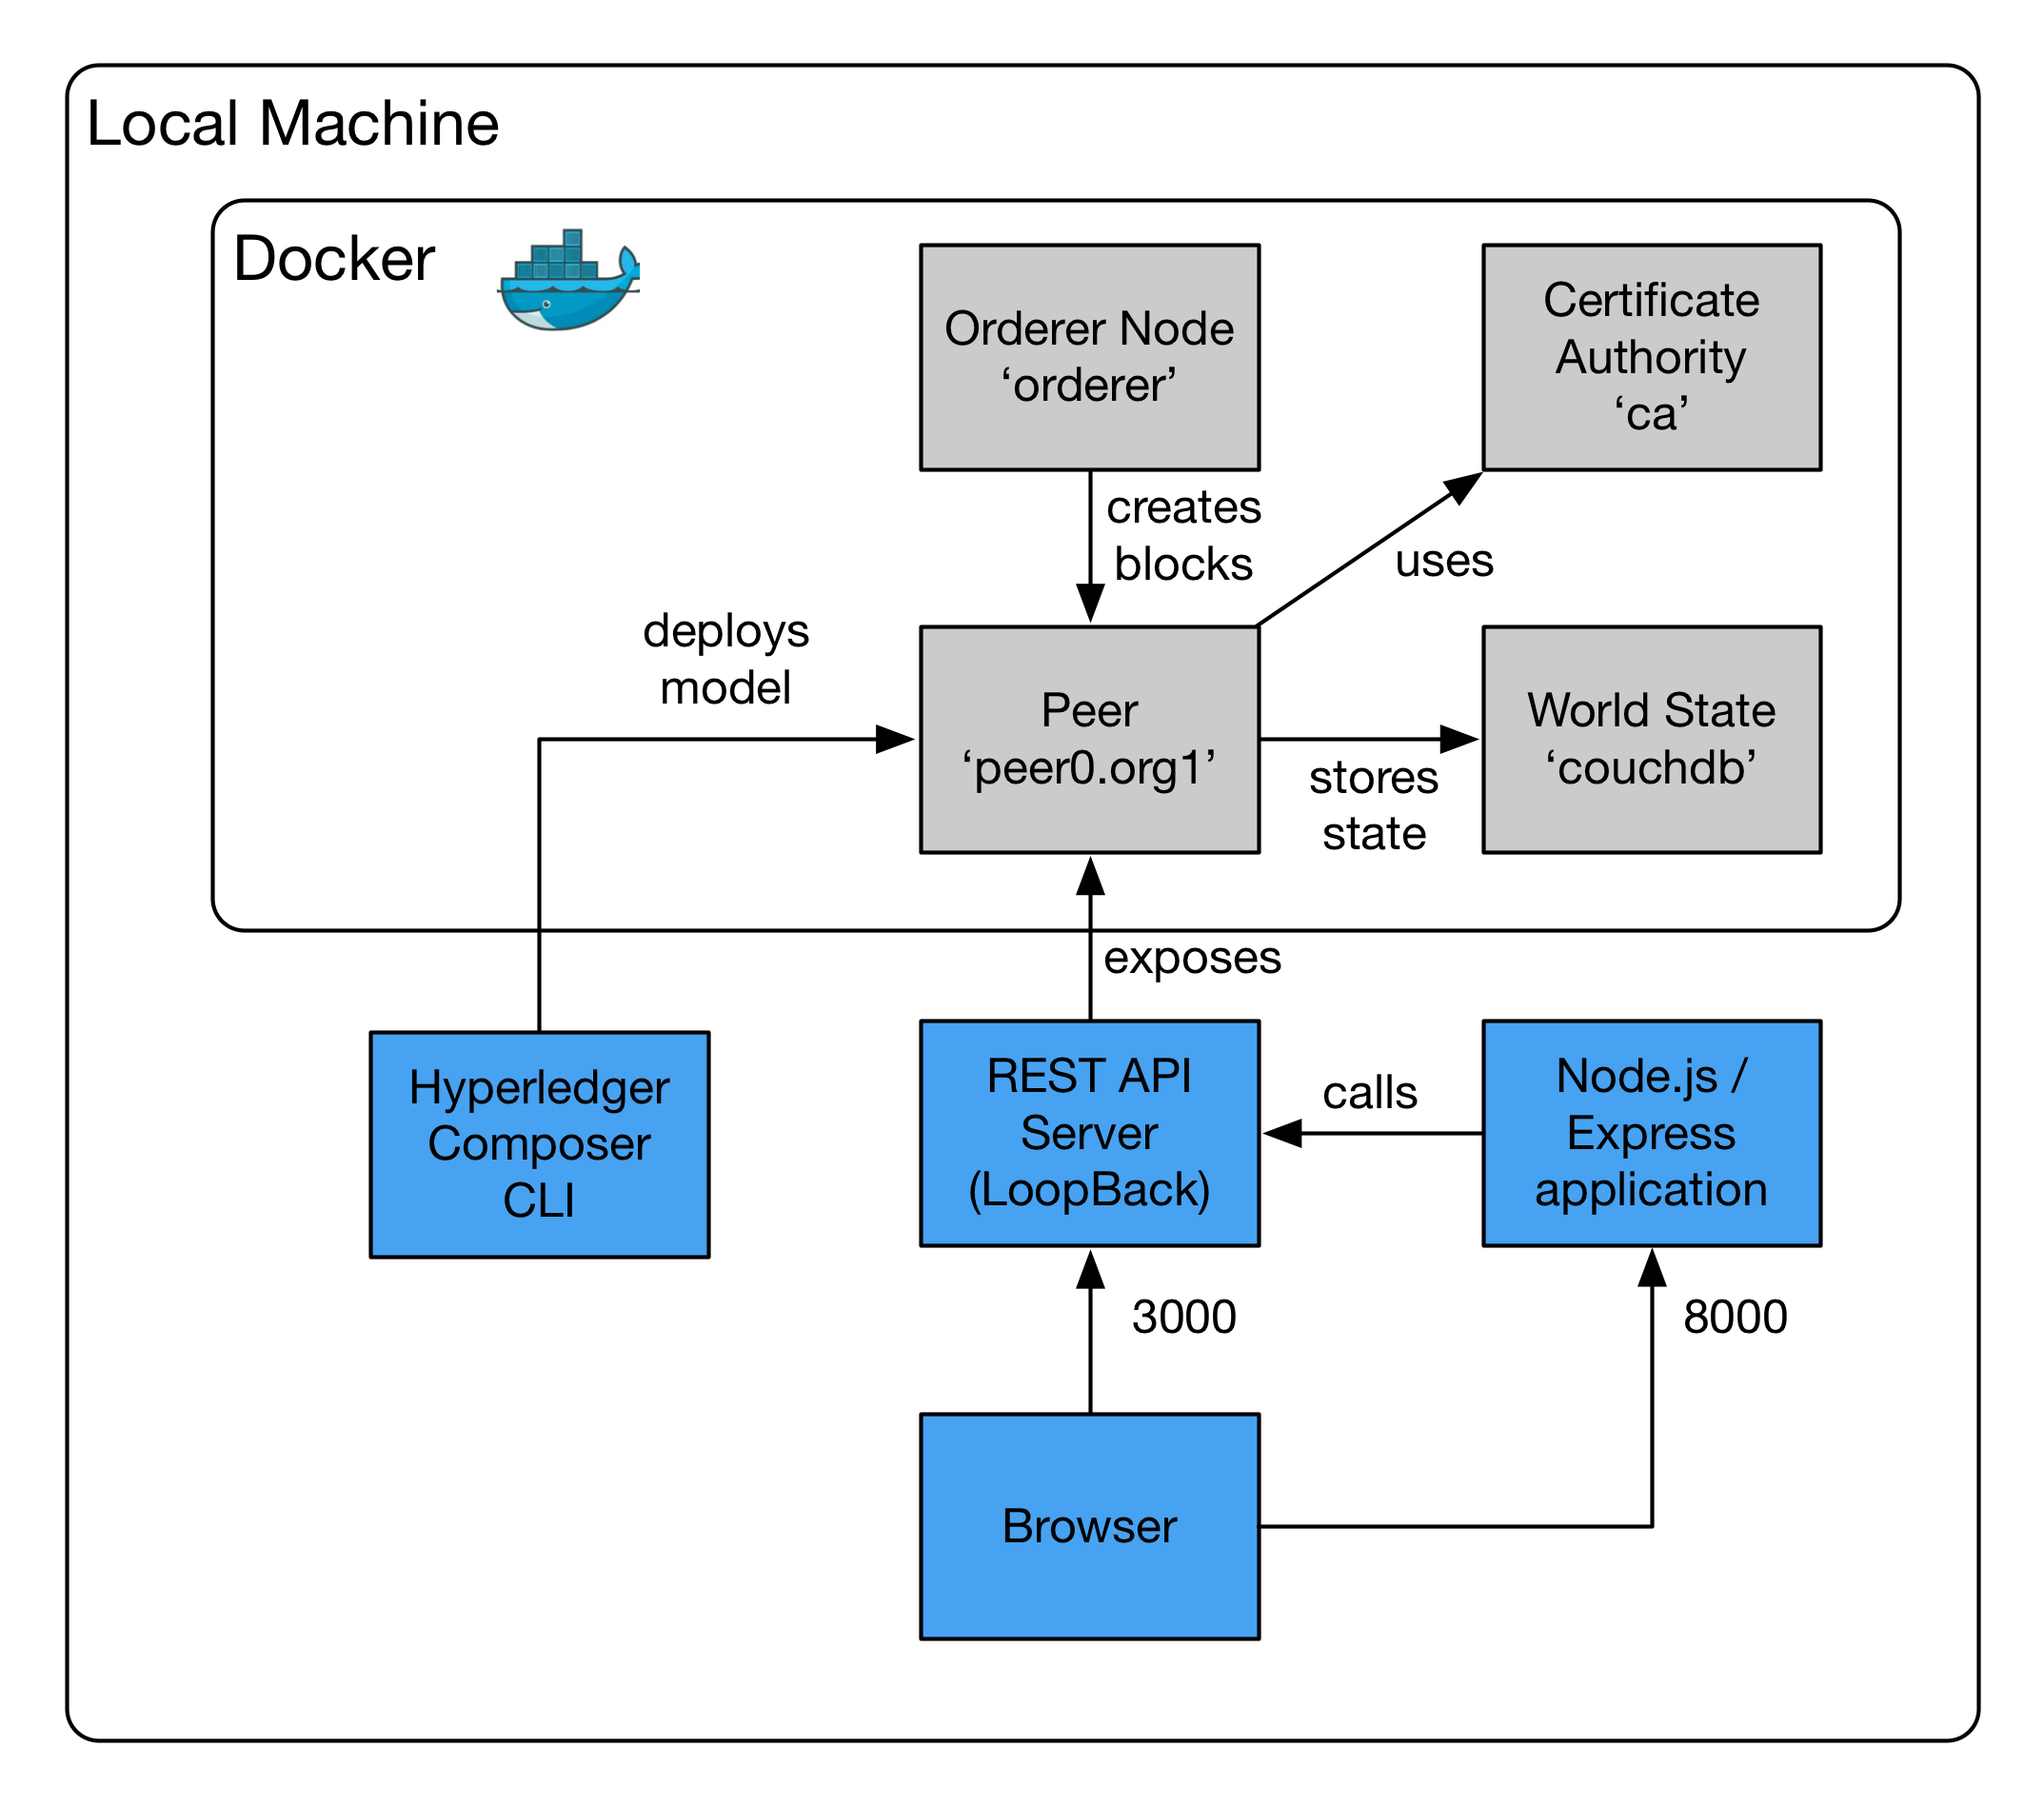 Local Machine
Docker
Orderer Node
‘orderer’
Certificate
Authority
‘ca’
creates
blocks
uses
deploys
model
Peer
‘peer0.org1’
stores
state
World State
‘couchdb’
exposes
Hyperledger
Composer
CLI
REST API
Server
(LoopBack)
calls
Node.js /
Express
application
3000
8000
Browser